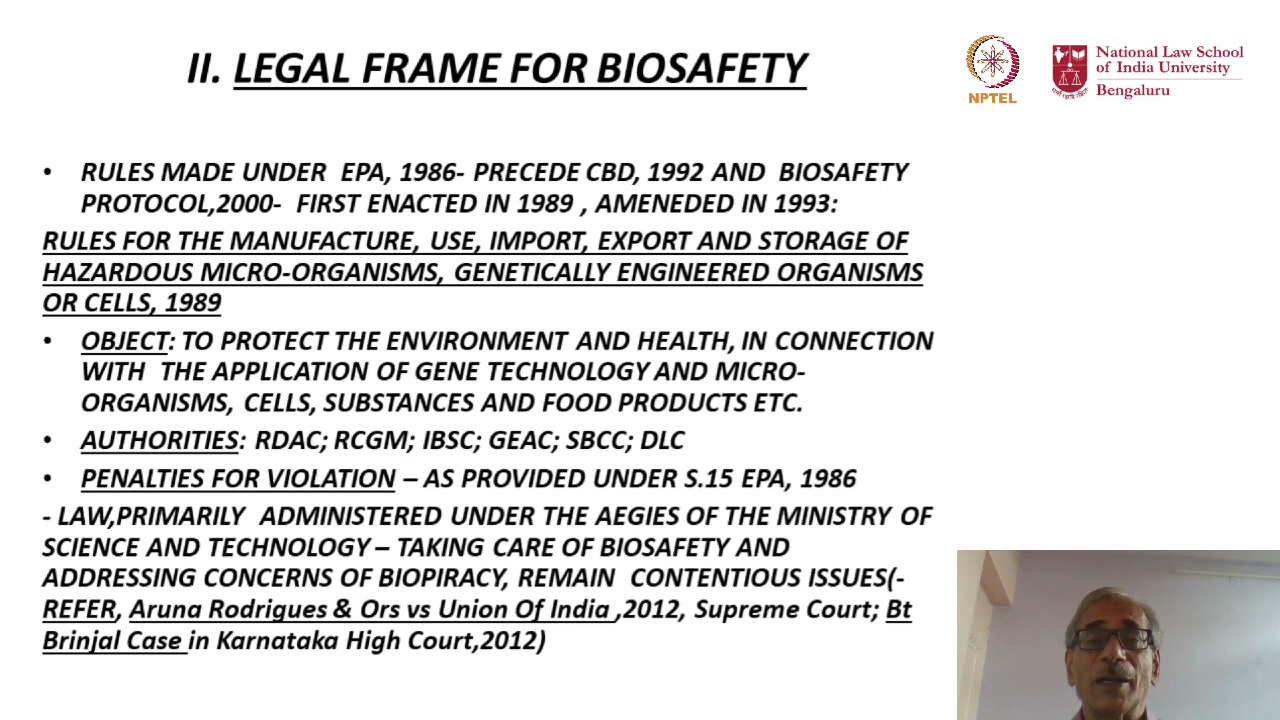 II. LEGAL FRAME FOR BIOSAFETY
NPTEL
National Law School
of India University
Bengaluru
• RULES MADE UNDER EPA, 1986- PRECEDE CBD, 1992 AND BIOSAFETY
PROTOCOL,2000- FIRST ENACTED IN 1989 , AMENEDED IN 1993:
RULES FOR THE MANUFACTURE, USE, IMPORT, EXPORT AND STORAGE OF
HAZARDOUS MICRO-ORGANISMS, GENETICALLY ENGINEERED ORGANISMS
OR CELLS, 1989
• OBJECT: TO PROTECT THE ENVIRONMENT AND HEALTH, IN CONNECTION
WITH THE APPLICATION OF GENE TECHNOLOGY AND MICRO-
ORGANISMS, CELLS, SUBSTANCES AND FOOD PRODUCTS ETC.
• AUTHORITIES: RDAC; RCGM; IBSC; GEAC; SBCC; DLC
• PENALTIES FOR VIOLATION – AS PROVIDED UNDER S.15 EPA, 1986
- LAW,PRIMARILY ADMINISTERED UNDER THE AEGIES OF THE MINISTRY OF
SCIENCE AND TECHNOLOGY – TAKING CARE OF BIOSAFETY AND
ADDRESSING CONCERNS OF BIOPIRACY, REMAIN CONTENTIOUS ISSUES(-
REFER, Aruna Rodrigues & Ors vs Union Of India ,2012, Supreme Court; Bt
Brinjal Case in Karnataka High Court,2012)